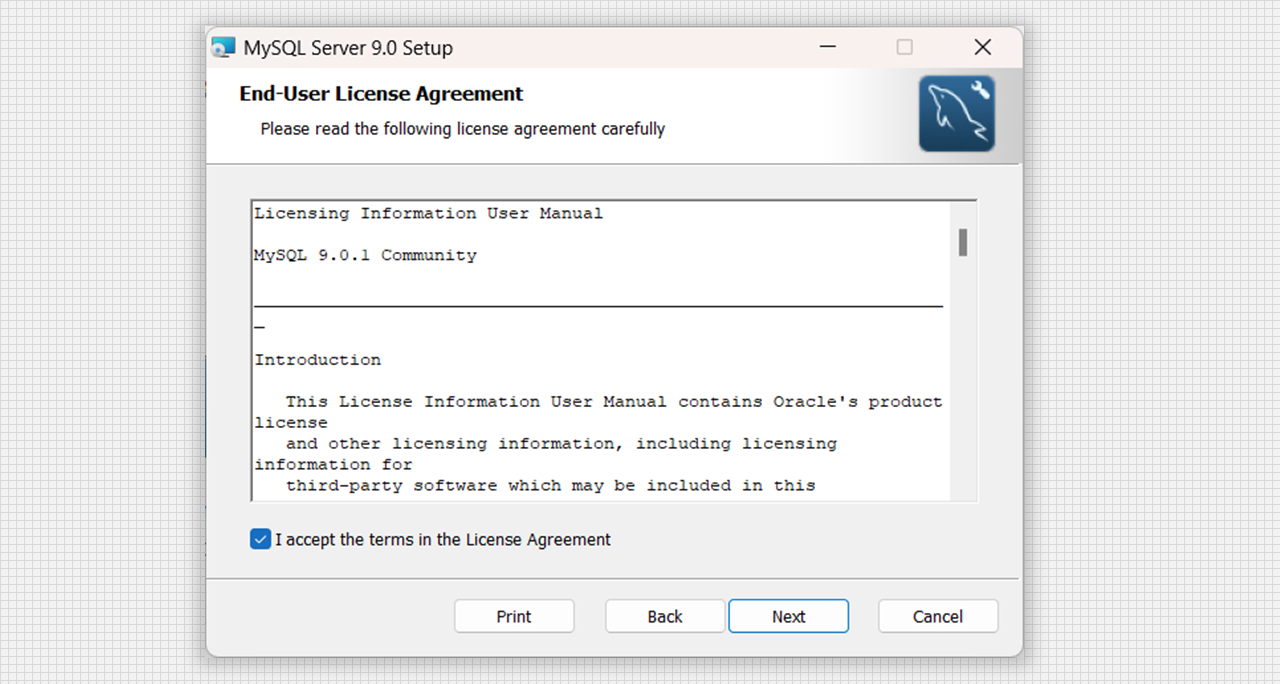 MySQL Server 9.0 Setup
End-User License Agreement
Please read the following license agreement carefully
Licensing Information User Manual
MySQL 9.0.1 Community
Introduction
This License Information User Manual contains Oracle's product
license
and other licensing information, including licensing
information for
third-party software which may be included in this
I accept the terms in the License Agreement
Print
Back
Next
Cancel